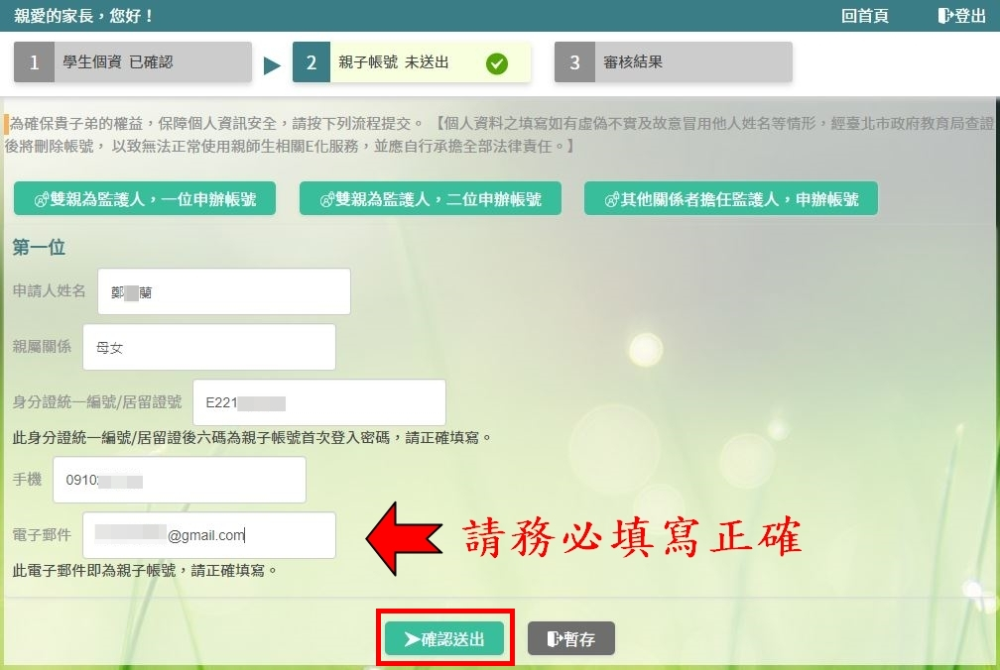 親愛的家長，您好！
回首頁
登出
1 學生個資 已確認
2 親子帳號 未送出
3 審核結果
為確保貴子弟的權益，保障個人資訊安全，請按下列流程提交。【個人資料之填寫如有虛偽不實及故意冒用他人姓名等情形，經臺北市政府教育局查證
後將刪除帳號， 以致無法正常使用親師生相關E化服務，並應自行承擔全部法律責任。】
雙親為監護人，一位申辦帳號
雙親為監護人，二位申辦帳號
其他關係者擔任監護人，申辦帳號
第一位
申請人姓名 鄭 蘭
親屬關係 母女
身分證統一編號/居留證號 E221
此身分證統一編號/居留證後六碼為親子帳號首次登入密碼，請正確填寫。
手機 0910
電子郵件 @gmail.com
請務必填寫正確
此電子郵件即為親子帳號，請正確填寫。
確認送出
暫存